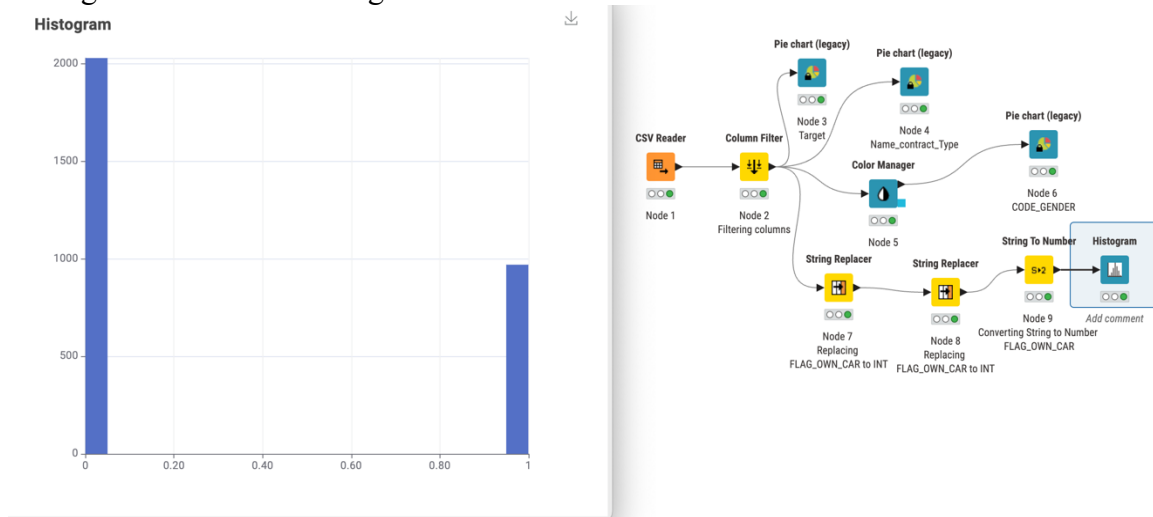 Histogram
2000
1500
1000
500
0
0
0.20
0.40
0.60
0.80
1
Pie chart (legacy)
Node 3
Target
Pie chart (legacy)
Node 4
Name_contract_Type
Pie chart (legacy)
Node 6
CODE_GENDER
CSV Reader
Node 1
Column Filter
Node 2
Filtering columns
Color Manager
Node 5
String Replacer
Node 7
Replacing
FLAG_OWN_CAR to INT
String Replacer
Node 8
Replacing
FLAG_OWN_CAR to INT
String To Number
S▸2
Node 9
Converting String to Number
FLAG_OWN_CAR
Histogram
Add comment